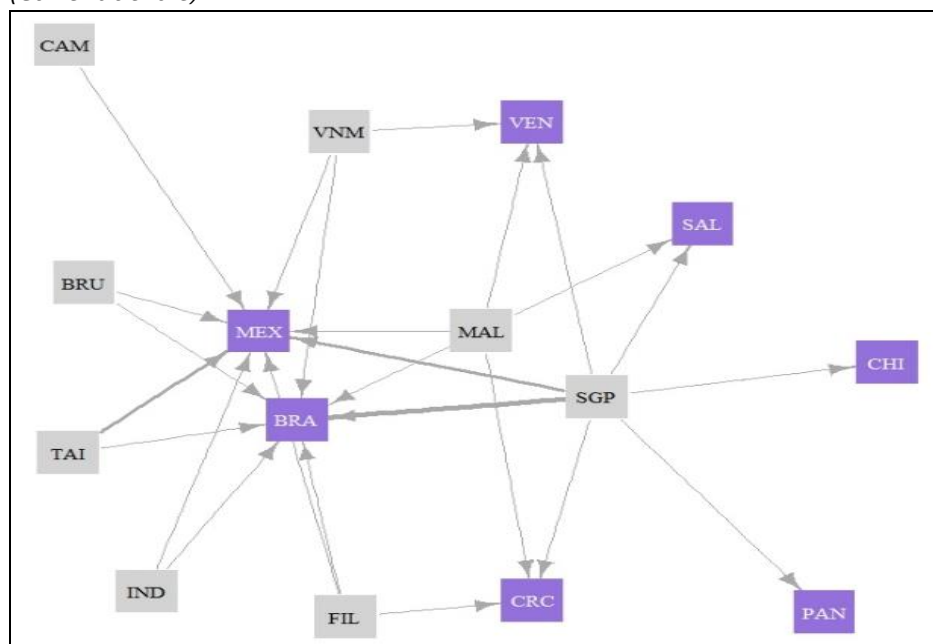 CAM
VNM
VEN
SAL
BRU
MEX
MAL
CHI
SGP
BRA
TAI
IND
FIL
CRC
PAN